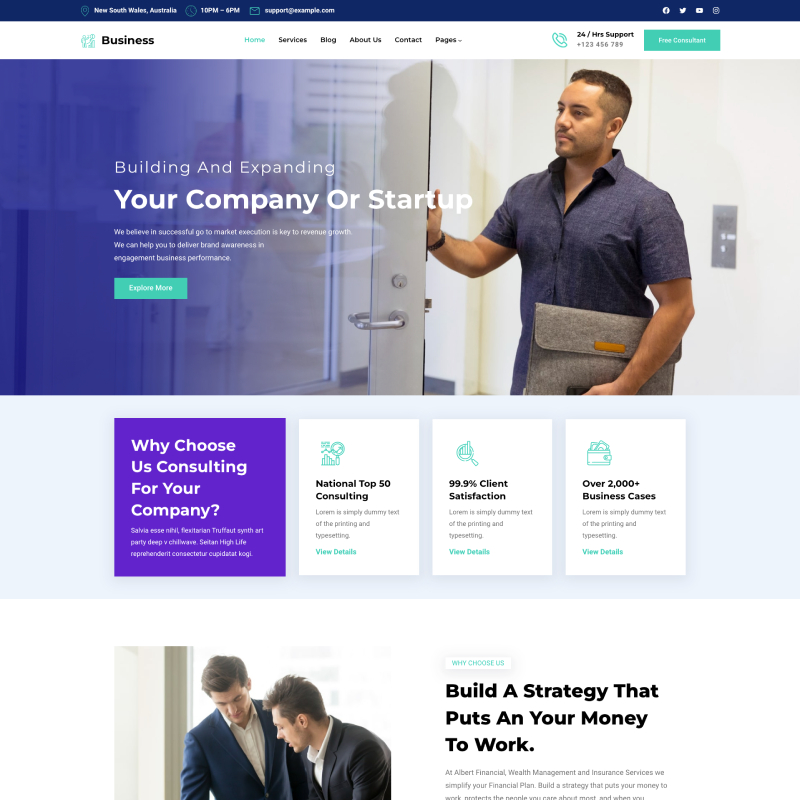 New South Wales, Australia
10PM – 6PM
support@example.com
Business
Home
Services
Blog
About Us
Contact
Pages
24 / Hrs Support
+123 456 789
Free Consultant
Building And Expanding
Your Company Or Startup
We believe in successful go to market execution is key to revenue growth.
We can help you to deliver brand awareness in
engagement business performance.
Explore More
Why Choose
Us Consulting
For Your
Company?
Salvia esse nihil, flexitarian Truffaut synth art
party deep v chillwave. Seitan High Life
reprehenderit consectetur cupidatat kogi.
National Top 50
Consulting
Lorem is simply dummy text
of the printing and
typesetting.
View Details
99.9% Client
Satisfaction
Lorem is simply dummy text
of the printing and
typesetting.
View Details
Over 2,000+
Business Cases
Lorem is simply dummy text
of the printing and
typesetting.
View Details
WHY CHOOSE US
Build A Strategy That
Puts An Your Money
To Work.
At Albert Financial, Wealth Management and Insurance Services we
simplify your Financial Plan. Build a strategy that puts your money to
work, protects the people you care about most, and when you